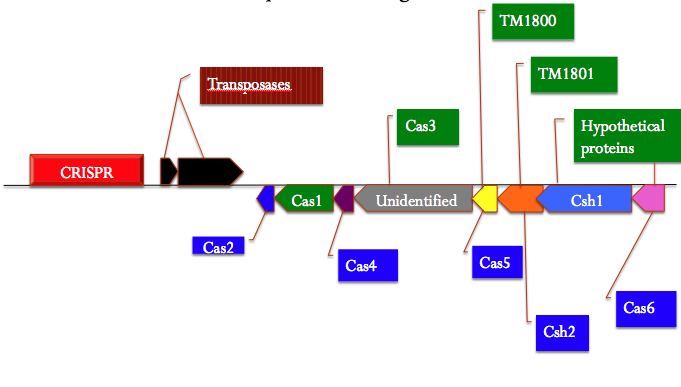 TM1800
TM1801
Transposases
Cas3
Hypothetical
proteins
CRISPR
Cas1
Unidentified
Csh1
Cas2
Cas4
Cas5
Csh2
Cas6